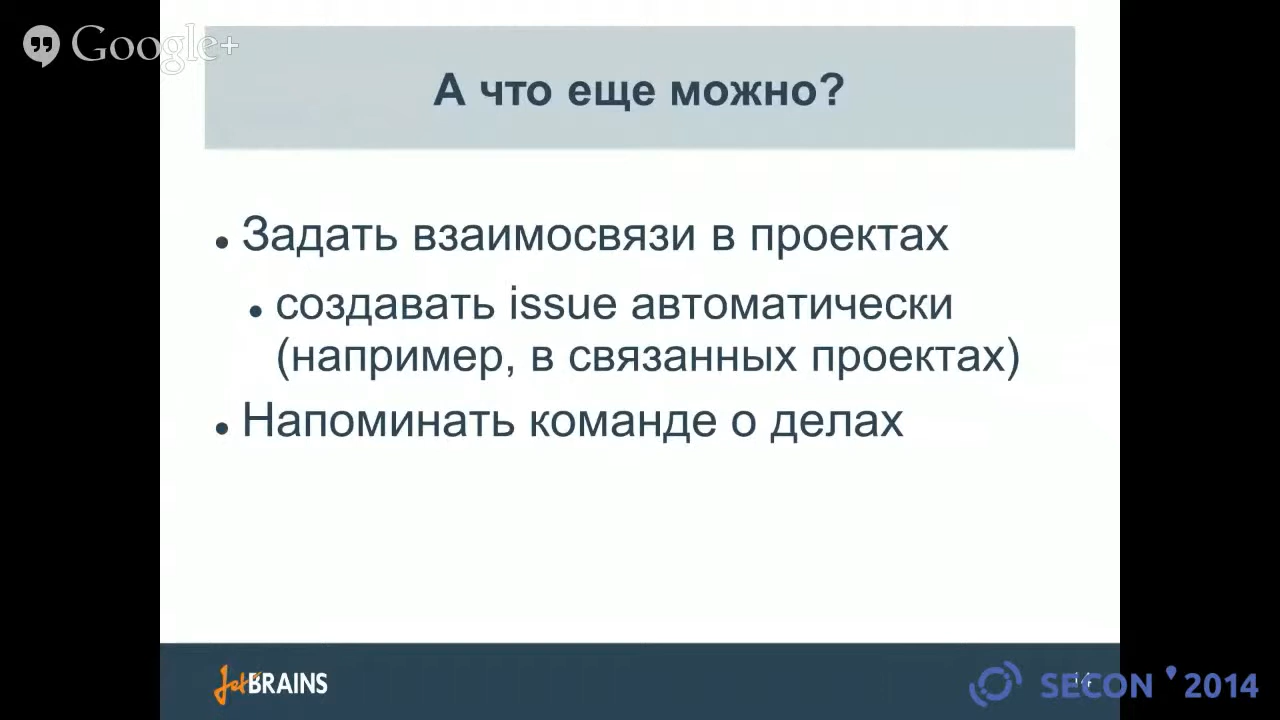 Google+
А что еще можно?
Задать взаимосвязи в проектах
создавать issue автоматически
(например, в связанных проектах)
Напоминать команде о делах
JetBRAINS
14
SECON ' 2014